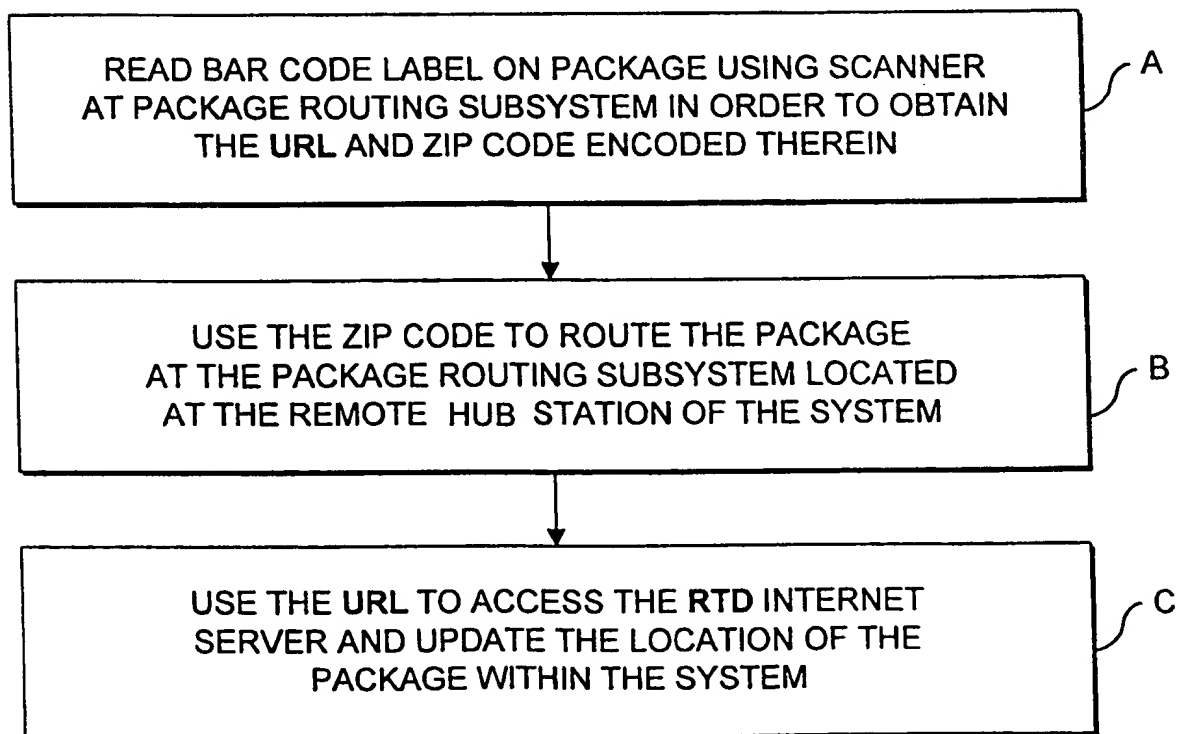 READ BAR CODE LABEL ON PACKAGE USING SCANNER
AT PACKAGE ROUTING SUBSYSTEM IN ORDER TO OBTAIN
THE URL AND ZIP CODE ENCODED THEREIN
A
USE THE ZIP CODE TO ROUTE THE PACKAGE
AT THE PACKAGE ROUTING SUBSYSTEM LOCATED
AT THE REMOTE HUB STATION OF THE SYSTEM
B
USE THE URL TO ACCESS THE RTD INTERNET
SERVER AND UPDATE THE LOCATION OF THE
PACKAGE WITHIN THE SYSTEM
C